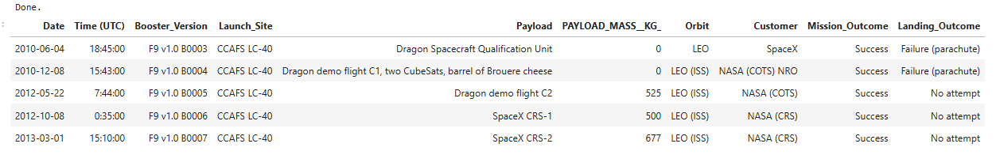 Done.
Date Time (UTC) Booster_Version Launch_Site Payload PAYLOAD_MASS__KG_ Orbit Customer Mission_Outcome Landing_Outcome
2010-06-04 18:45:00 F9 v1.0 B0003 CCAFS LC-40 Dragon Spacecraft Qualification Unit 0 LEO SpaceX Success Failure (parachute)
2010-12-08 15:43:00 F9 v1.0 B0004 CCAFS LC-40 Dragon demo flight C1, two CubeSats, barrel of Brouere cheese 0 LEO (ISS) NASA (COTS) NRO Success Failure (parachute)
2012-05-22 7:44:00 F9 v1.0 B0005 CCAFS LC-40 Dragon demo flight C2 525 LEO (ISS) NASA (COTS) Success No attempt
2012-10-08 0:35:00 F9 v1.0 B0006 CCAFS LC-40 SpaceX CRS-1 500 LEO (ISS) NASA (CRS) Success No attempt
2013-03-01 15:10:00 F9 v1.0 B0007 CCAFS LC-40 SpaceX CRS-2 677 LEO (ISS) NASA (CRS) Success No attempt